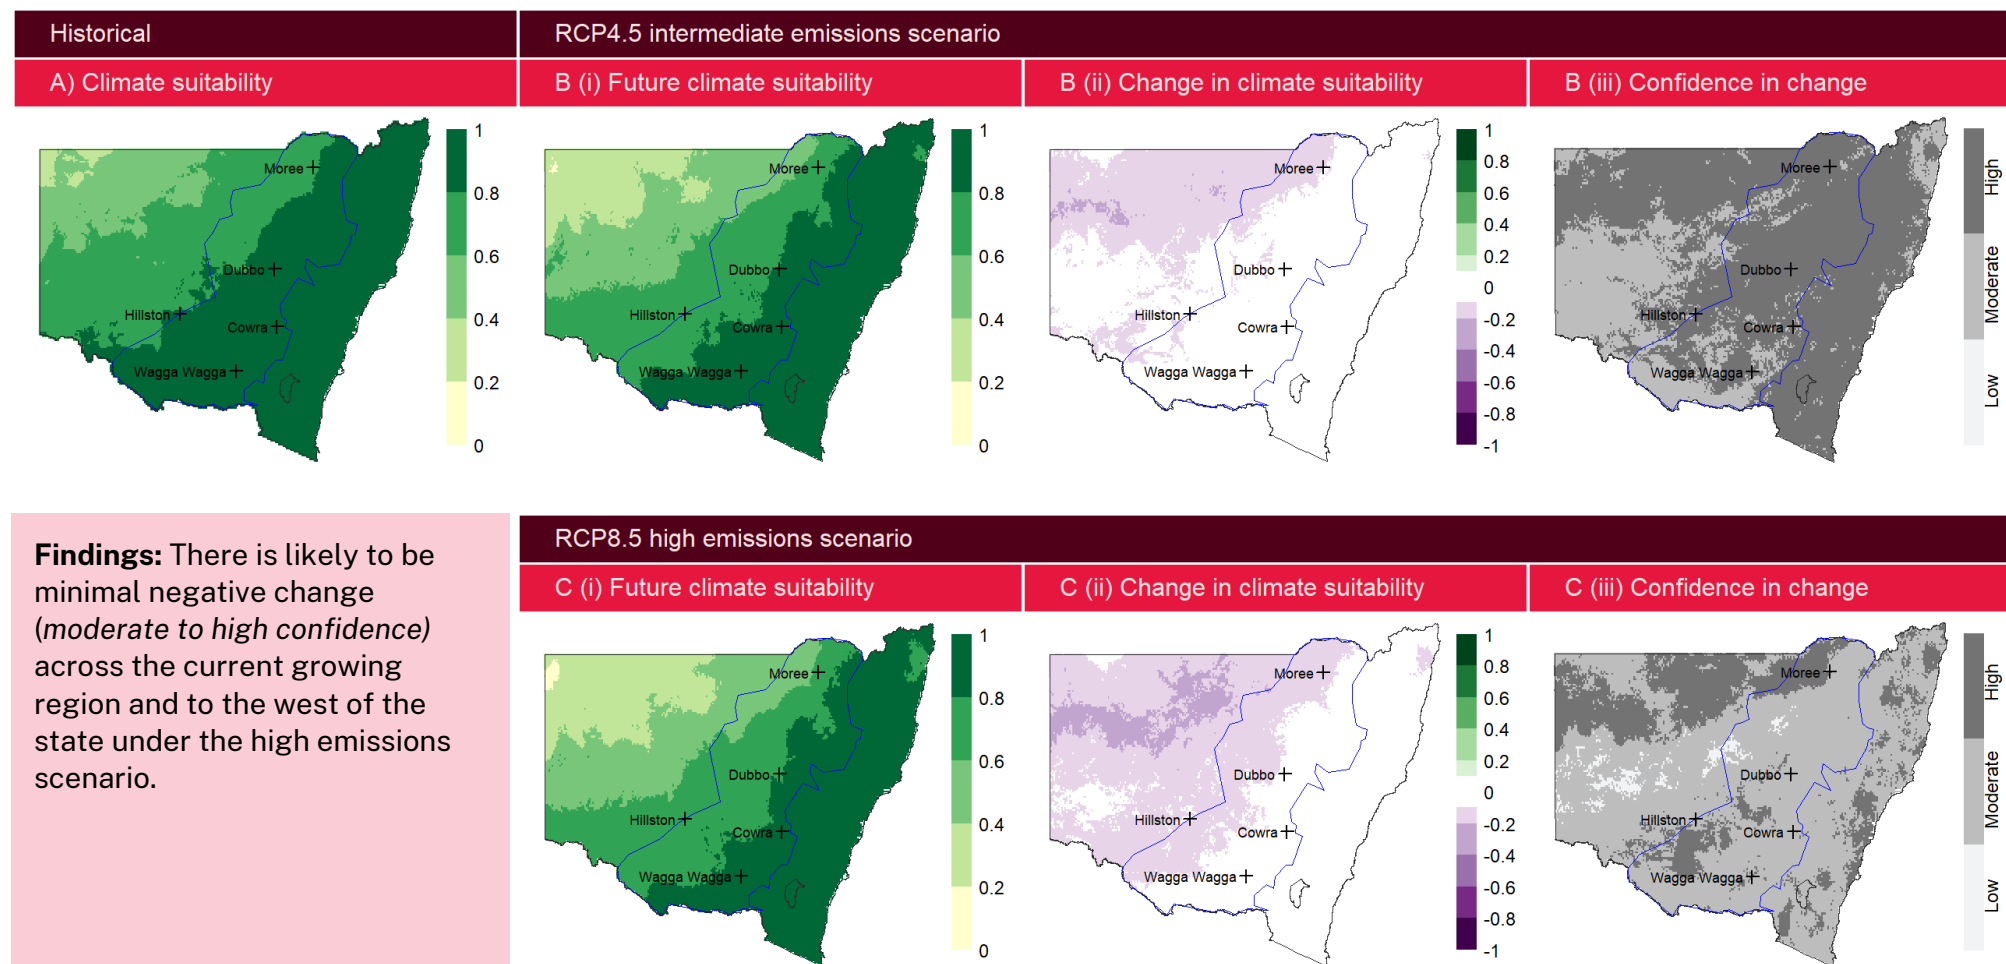 Historical
RCP4.5 intermediate emissions scenario
A) Climate suitability
B (i) Future climate suitability
B (ii) Change in climate suitability
B (iii) Confidence in change
Moree
Dubbo
Hillston
Cowra
Wagga Wagga
1
0.8
0.6
0.4
0.2
0
Moree
Dubbo
Hillston
Cowra
Wagga Wagga
1
0.8
0.6
0.4
0.2
0
Moree
Dubbo
Hillston
Cowra
Wagga Wagga
1
0.8
0.6
0.4
0.2
0
-0.2
-0.4
-0.6
-0.8
-1
Moree
Dubbo
Hillston
Cowra
Wagga Wagga
High
Moderate
Low
Findings: There is likely to be
minimal negative change
(moderate to high confidence)
across the current growing
region and to the west of the
state under the high emissions
scenario.
RCP8.5 high emissions scenario
C (i) Future climate suitability
C (ii) Change in climate suitability
C (iii) Confidence in change
Moree
Dubbo
Hillston
Cowra
Wagga Wagga
1
0.8
0.6
0.4
0.2
0
Moree
Dubbo
Hillston
Cowra
Wagga Wagga
1
0.8
0.6
0.4
0.2
0
-0.2
-0.4
-0.6
-0.8
-1
Moree
Dubbo
Hillston
Cowra
Wagga Wagga
High
Moderate
Low